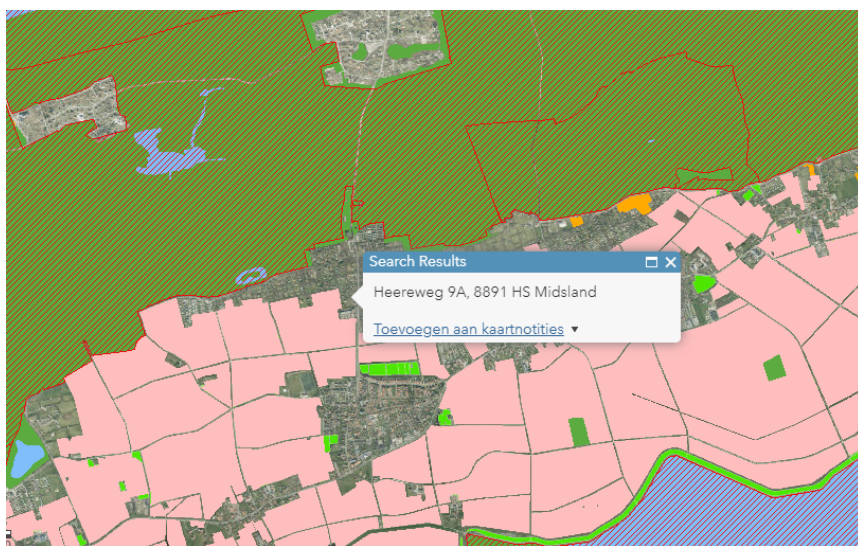 Search Results
Heereweg 9A, 8891 HS Midsland
Toevoegen aan kaartnotities